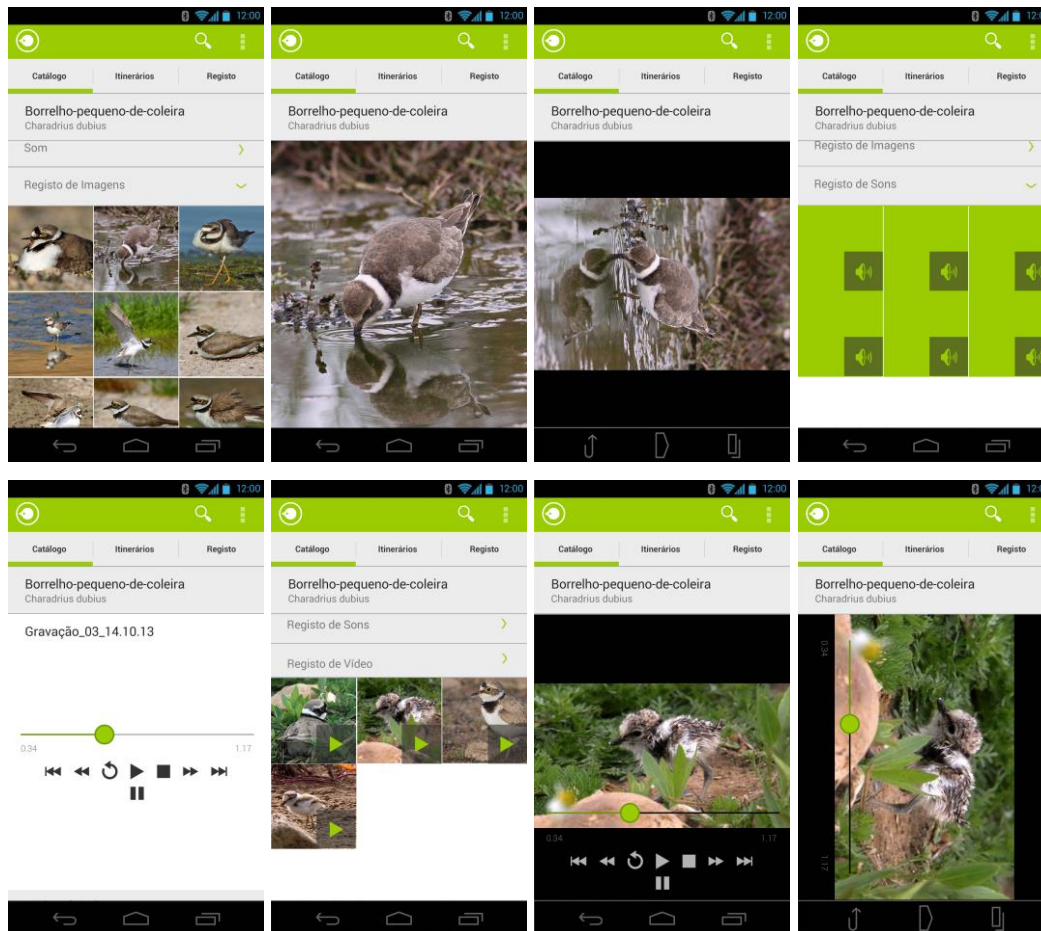 12:00
Catálogo Itinerários Registo
Borrelho-pequeno-de-coleira
Charadrius dubius
Som
Registo de Imagens
12:00
Catálogo Itinerários Registo
Borrelho-pequeno-de-coleira
Charadrius dubius
12:00
Catálogo Itinerários Registo
Borrelho-pequeno-de-coleira
Charadrius dubius
12:0
Catálogo Itinerários Registo
Borrelho-pequeno-de-coleira
Charadrius dubius
Registo de Imagens
Registo de Sons
12:00
Catálogo Itinerários Registo
Borrelho-pequeno-de-coleira
Charadrius dubius
Gravação_03_14.10.13
0.34 1.17
12:00
Catálogo Itinerários Registo
Borrelho-pequeno-de-coleira
Charadrius dubius
Registo de Sons
Registo de Vídeo
12:00
Catálogo Itinerários Registo
Borrelho-pequeno-de-coleira
Charadrius dubius
0.34 1.17
12:0
Catálogo Itinerários Registo
Borrelho-pequeno-de-coleira
Charadrius dubius
0.34
1.17